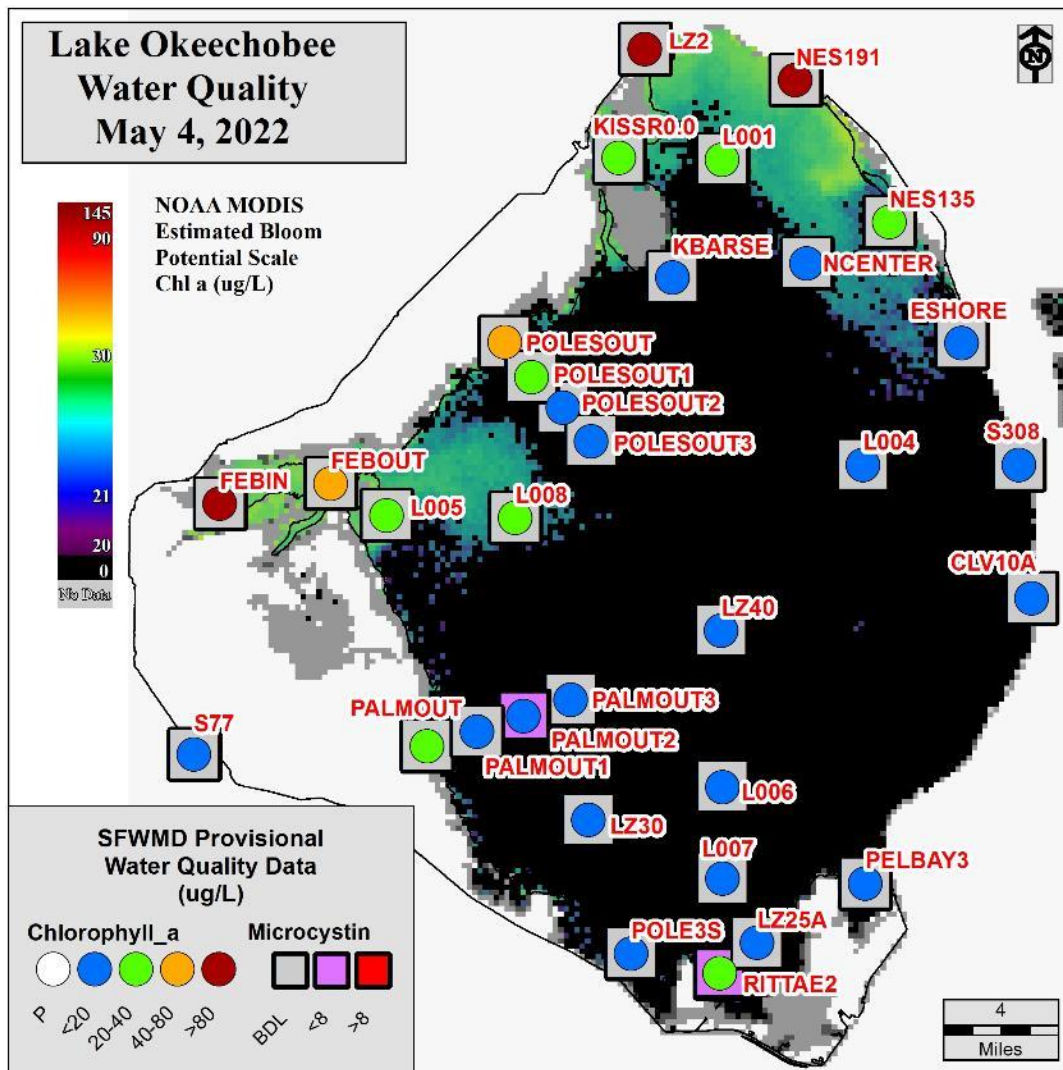 Lake Okeechobee
Water Quality
May 4, 2022
N
LZ2
NES191
KISSR0.0
L001
145
90
30
21
20
0
No Data
NOAA MODIS
Estimated Bloom
Potential Scale
Chl a (ug/L)
NES135
KBARSE
NCENTER
ESHORE
POLESOUT
POLESOUT1
POLESOUT2
POLESOUT3
L004
S308
FEBIN
FEBOUT
L005
L008
CLV10A
LZ40
PALMOUT
PALMOUT3
S77
PALMOUT2
PALMOUT1
L006
LZ30
L007
PELBAY3
POLE3S
LZ25A
RITTAE2
SFWMD Provisional
Water Quality Data
(ug/L)
Chlorophyll_a
Microcystin
P
<20
20-40
40-80
>80
BDL
<8
>8
4
Miles